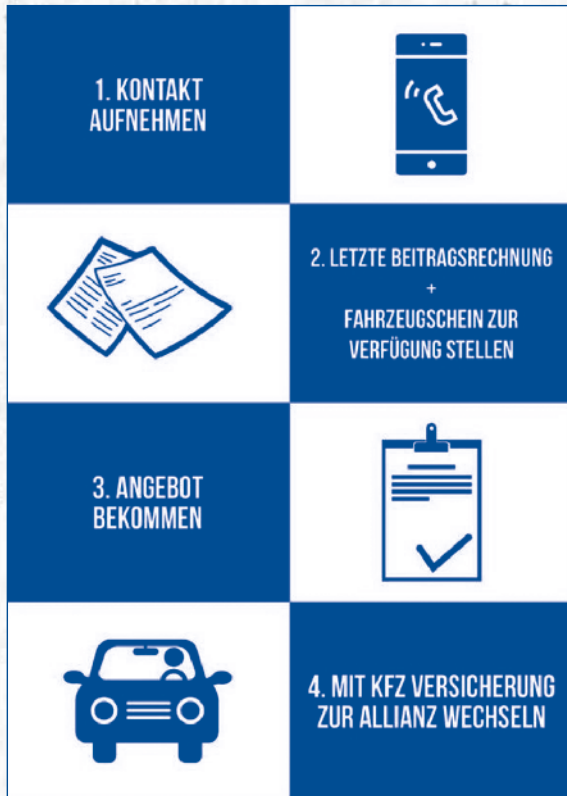 1. KONTAKT
AUFNEHMEN
2. LETZTE BEITRAGSRECHNUNG
+
FAHRZEUGSCHEIN ZUR
VERFÜGUNG STELLEN
3. ANGEBOT
BEKOMMEN
4. MIT KFZ VERSICHERUNG
ZUR ALLIANZ WECHSELN